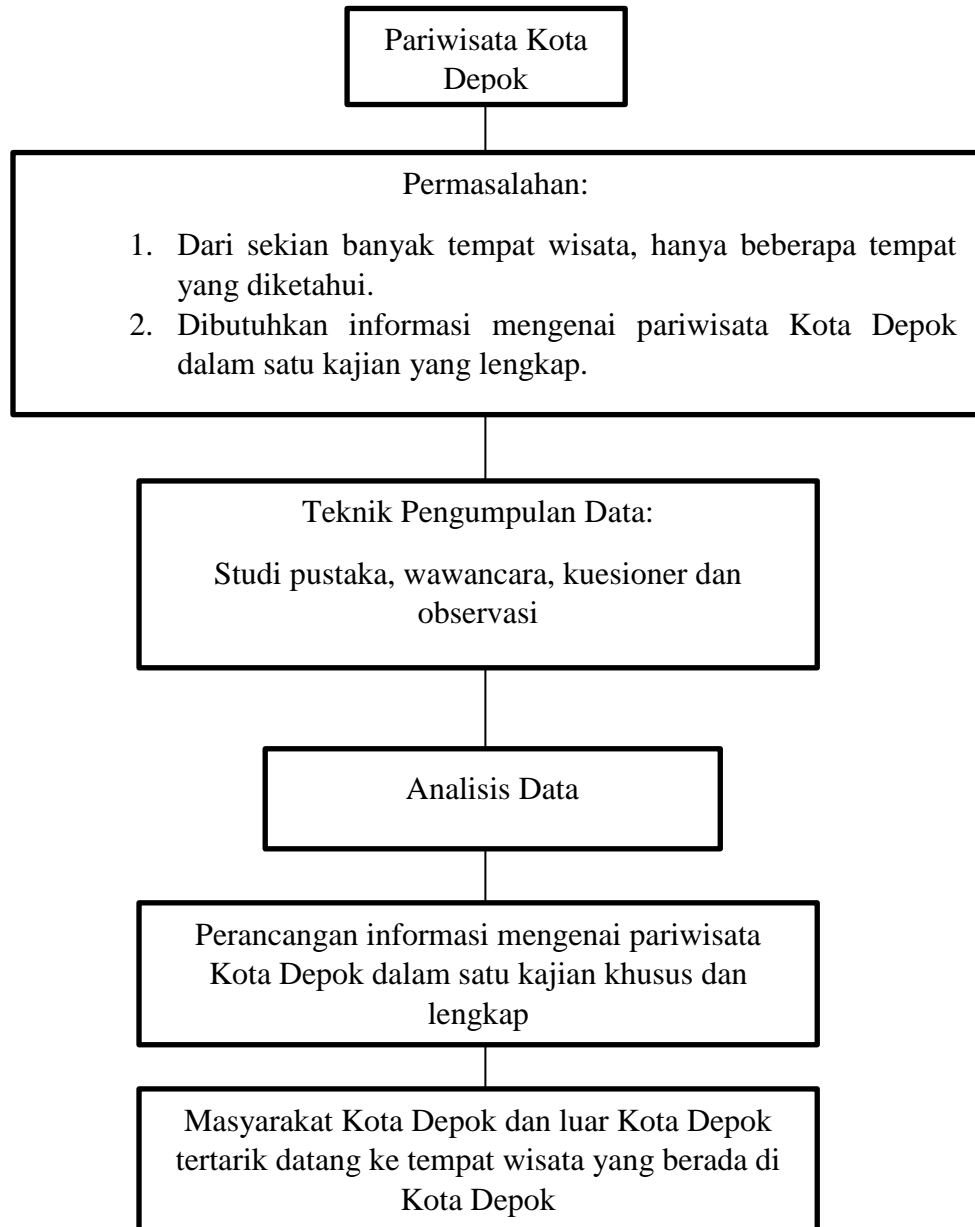 Pariwisata Kota
Depok
Permasalahan:
1. Dari sekian banyak tempat wisata, hanya beberapa tempat
yang diketahui.
2. Dibutuhkan informasi mengenai pariwisata Kota Depok
dalam satu kajian yang lengkap.
Teknik Pengumpulan Data:
Studi pustaka, wawancara, kuesioner dan
observasi
Analisis Data
Perancangan informasi mengenai pariwisata
Kota Depok dalam satu kajian khusus dan
lengkap
Masyarakat Kota Depok dan luar Kota Depok
tertarik datang ke tempat wisata yang berada di
Kota Depok